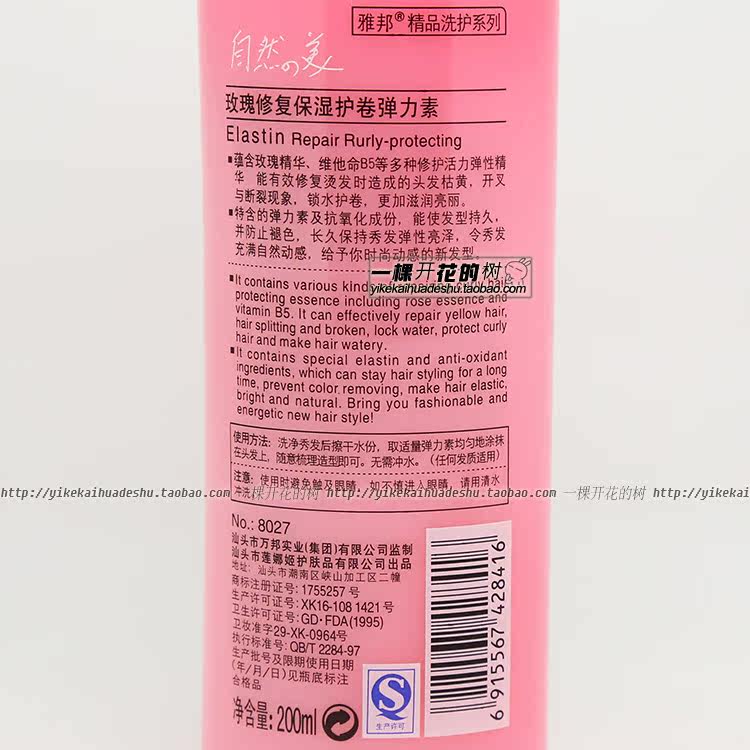 雅邦® 精品洗护系列
自然の美
玫瑰修复保湿护卷弹力素
Elastin Repair Rurly-protecting
▪蕴含玫瑰精华、维他命B5等多种修护活力弹性精
华 能有效修复烫发时造成的头发枯黄，开叉
与断裂现象，锁水护卷，更加滋润亮丽。
▪特含的弹力素及抗氧化成份，能使发型持久，
并防止褪色，长久保持秀发弹性亮泽，令秀发
充满自然动感，给予你时尚动感的新发型。
一棵开花的树
yikekaihuadeshu.taobao.com
▪It contains various kinds curly hair
protecting essence including rose essence and
vitamin B5. It can effectively repair yellow hair,
hair splitting and broken, lock water, protect curly
hair and make hair watery.
▪It contains special elastin and anti-oxidant
ingredients, which can stay hair styling for a long
time, prevent color removing, make hair elastic,
bright and natural. Bring you fashionable and
energetic new hair style!
使用方法：洗净秀发后擦干水份，取适量弹力素均匀地涂抹
在头发上，随意梳理造型即可。无需冲水。（任何发质适用）
注意：使用时避免触及眼睛，如不慎进入眼睛，请用清水
冲洗
http://yikekaihuadeshu.taobao.com 一棵开花的树 http://yikekaihuadeshu.taobao.com 一棵开花的树 http://yikekai
No.: 8027
汕头市万邦实业(集团)有限公司监制
汕头市莲娜姬护肤品有限公司出品
地址：汕头市潮南区峡山加工区二幢
商标注册证号: 1755257 号
生产许可证号: XK16-108 1421 号
卫生许可证号: GD·FDA(1995)
卫妆准字29-XK-0964号
执行标准号: QB/T 2284-97
生产批号及限期使用日期
(年/月/日)见瓶底标注
合格品
净含量: 200ml
生产许可
6 915567 428416